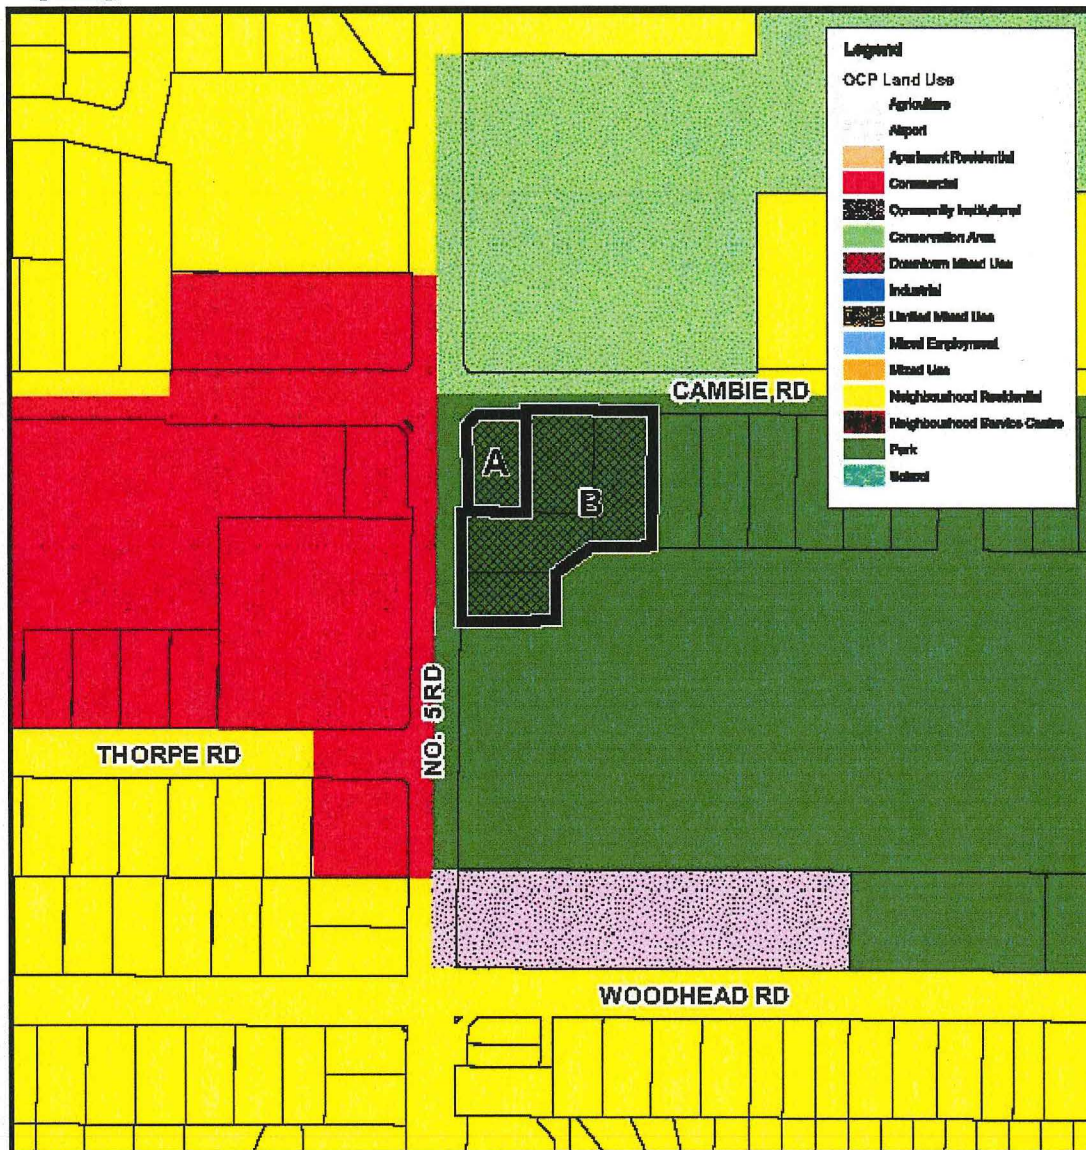 Legend
OCP Land Use
Agriculture
Airport
Apartment Residential
Commercial
Community Institutional
Conservation Area
Downtown Mixed Use
Industrial
Limited Mixed Use
Mixed Employment
Mixed Use
Neighbourhood Residential
Neighbourhood Service Centre
Park
School
CAMBIE RD
A
B
NO. 5 RD
THORPE RD
WOODHEAD RD